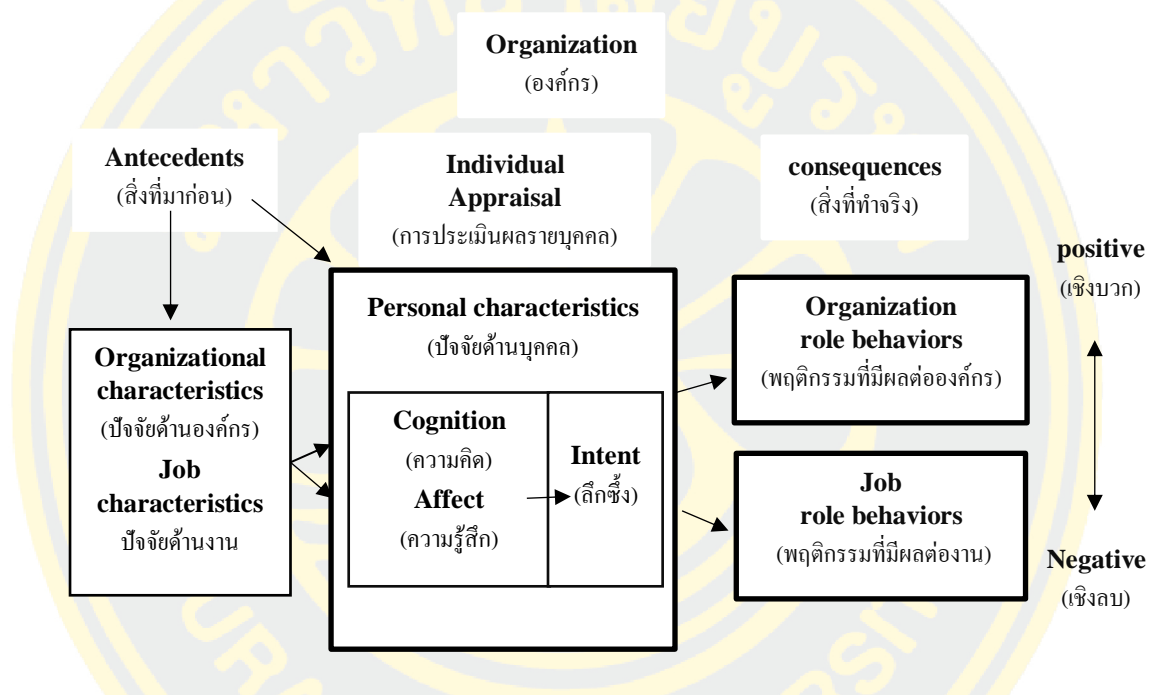 Organization
(องค์กร)
Antecedents
(สิ่งที่มาก่อน)
Individual
Appraisal
(การประเมินผลรายบุคคล)
consequences
(สิ่งที่ทำจริง)
positive
(เชิงบวก)
Organizational
characteristics
(ปัจจัยด้านองค์กร)
Job
characteristics
ปัจจัยด้านงาน
Personal characteristics
(ปัจจัยด้านบุคคล)
Cognition
(ความคิด)
Affect
(ความรู้สึก)
Intent
(ลึกซึ้ง)
Organization
role behaviors
(พฤติกรรมที่มีผลต่อองค์กร)
Job
role behaviors
(พฤติกรรมที่มีผลต่องาน)
Negative
(เชิงลบ)